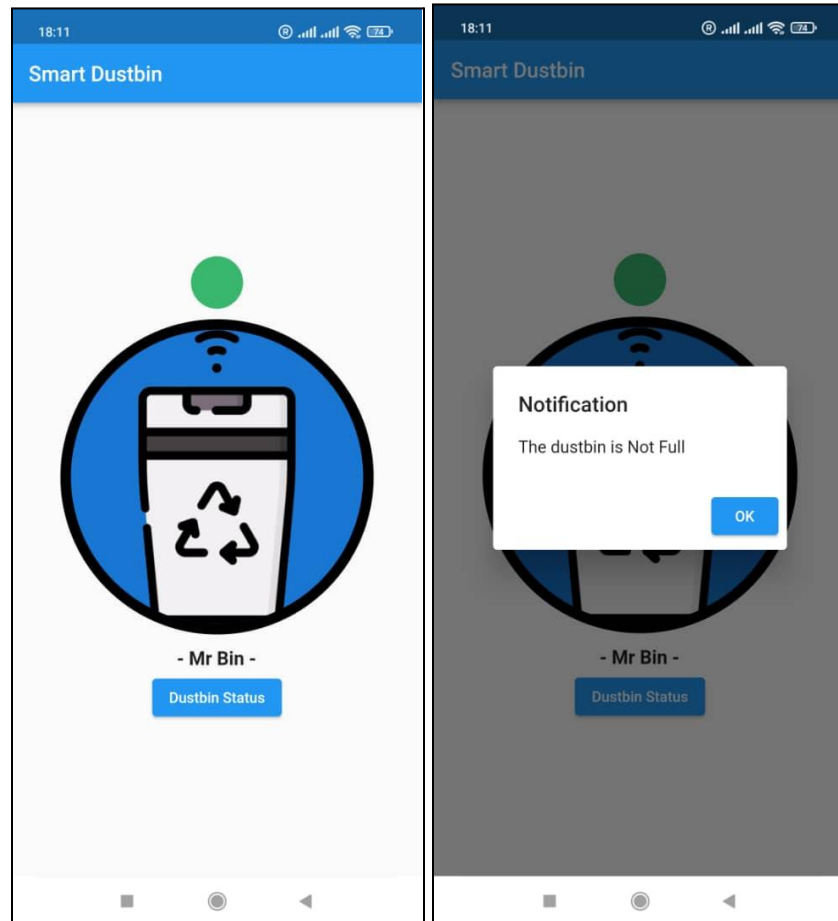 18:11
74
Smart Dustbin
- Mr Bin -
Dustbin Status
18:11
74
Smart Dustbin
Notification
The dustbin is Not Full
OK
- Mr Bin -
Dustbin Status